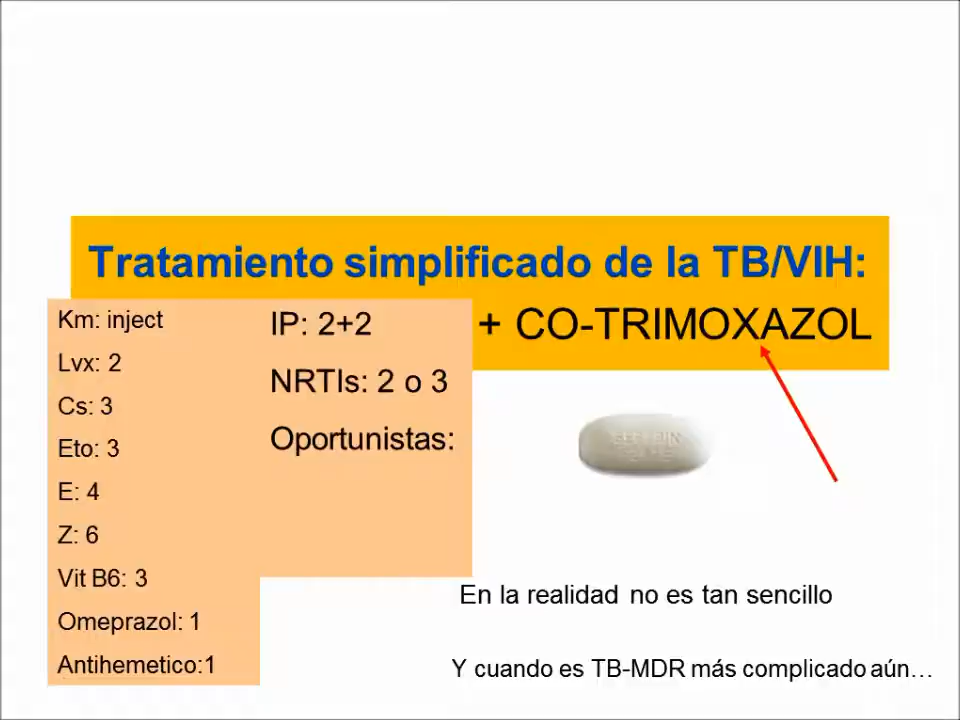 Tratamiento simplificado de la TB/VIH:
+ CO-TRIMOXAZOL
Km: inject
Lvx: 2
Cs: 3
Eto: 3
E: 4
Z: 6
Vit B6: 3
Omeprazol: 1
Antihemetico:1
IP: 2+2
NRTIs: 2 o 3
Oportunistas:
En la realidad no es tan sencillo
Y cuando es TB-MDR más complicado aún…